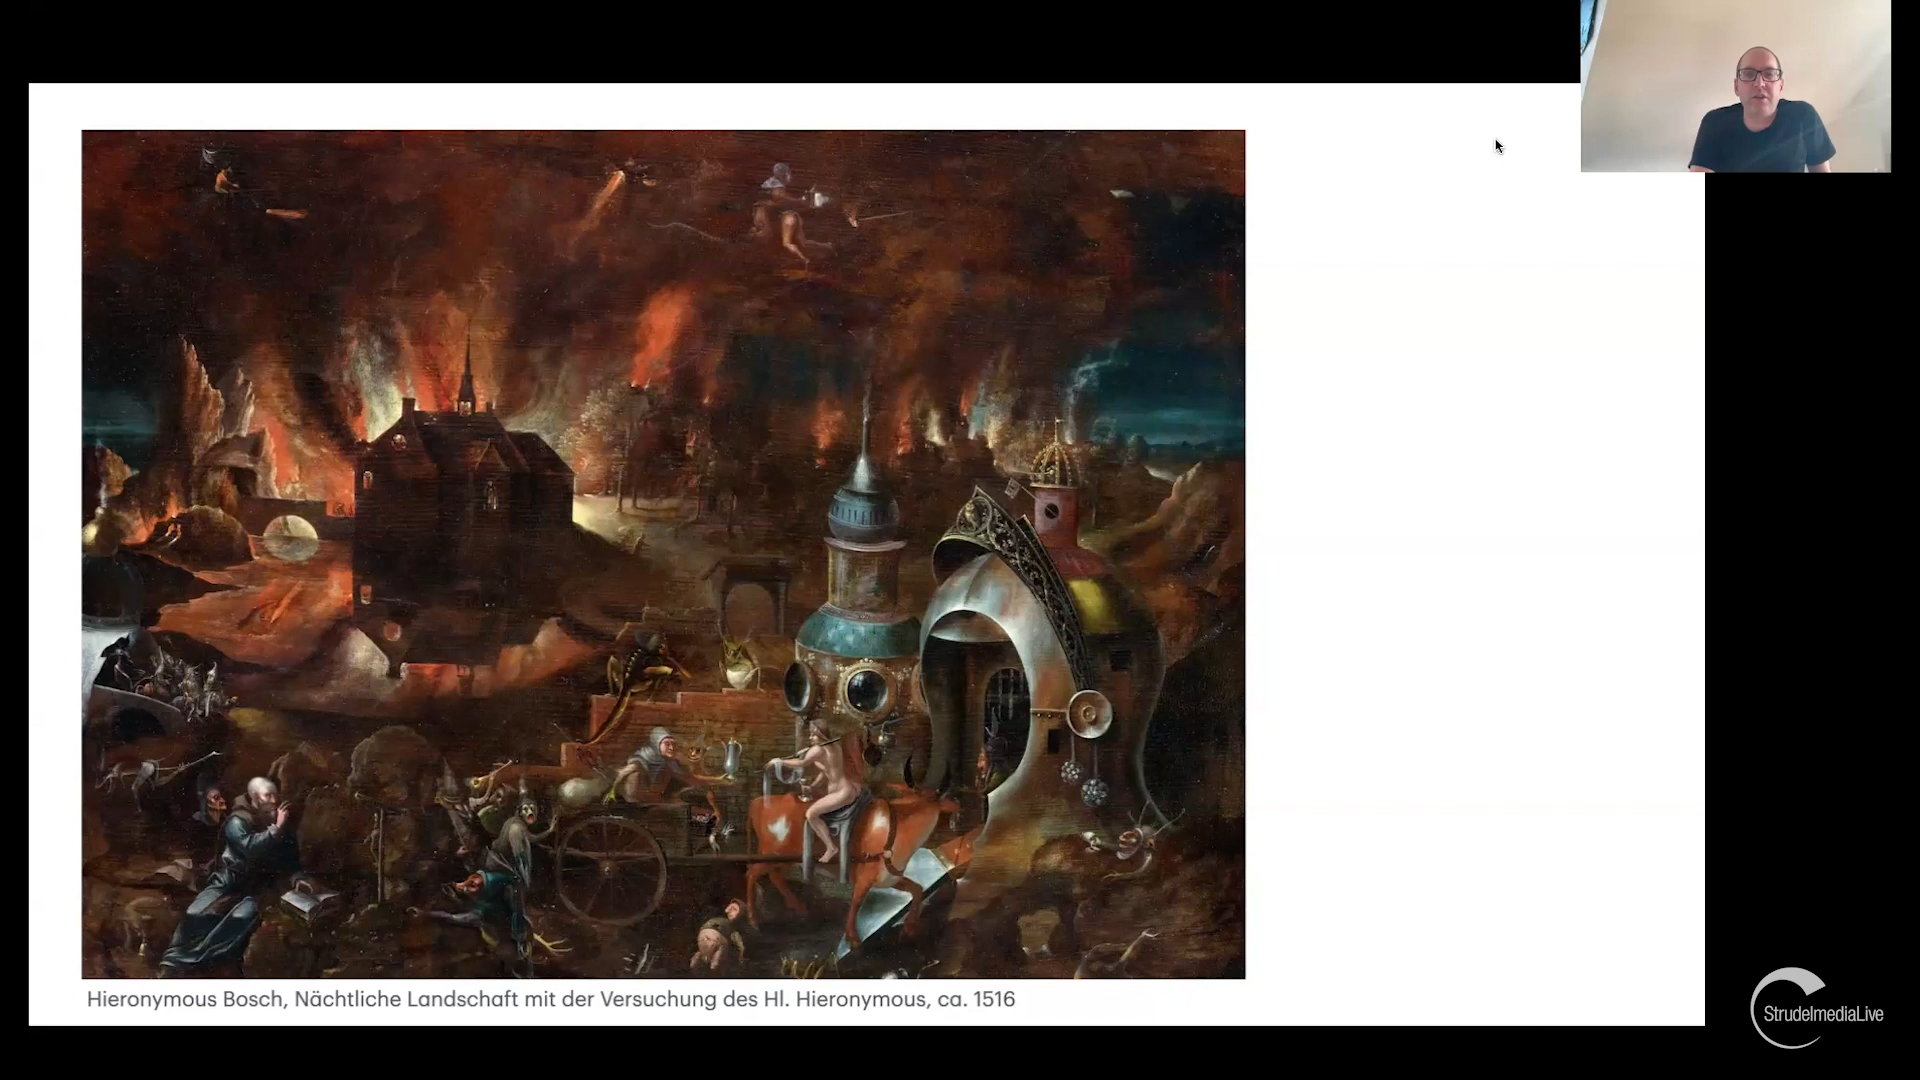 Hieronymous Bosch, Nächtliche Landschaft mit der Versuchung des Hl. Hieronymous, ca. 1516
StrudelmediaLive